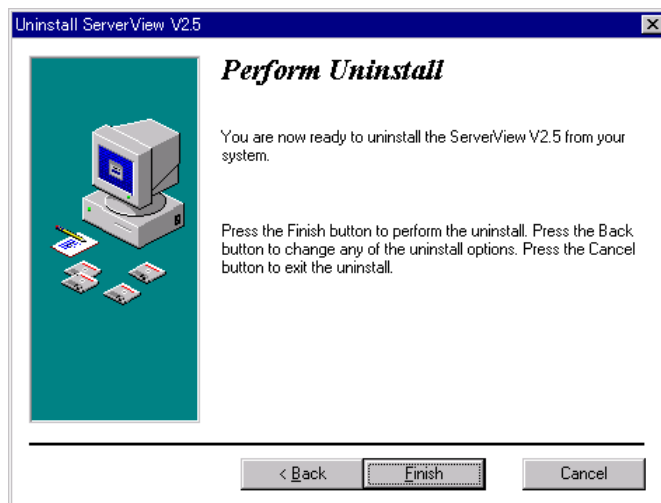 Uninstall ServerView V2.5
Perform Uninstall
You are now ready to uninstall the ServerView V2.5 from your
system.
Press the Finish button to perform the uninstall. Press the Back
button to change any of the uninstall options. Press the Cancel
button to exit the uninstall.
< Back
Finish
Cancel